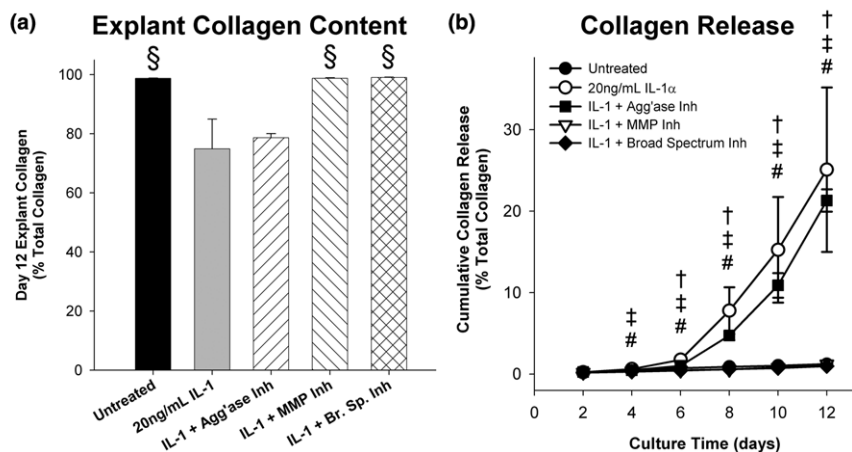 (a)
Explant Collagen Content
§
§
§
Day 12 Explant Collagen
(% Total Collagen)
100
80
60
40
20
0
Untreated
20ng/mL IL-1
IL-1 + Agg'ase Inh
IL-1 + MMP Inh
IL-1 + Br. Sp. Inh
(b)
Collagen Release
Untreated
20ng/mL IL-1α
IL-1 + Agg'ase Inh
IL-1 + MMP Inh
IL-1 + Broad Spectrum Inh
Cumulative Collagen Release
(% Total Collagen)
30
20
10
0
‡
#
†
‡
#
†
‡
#
†
‡
#
†
‡
#
0 2 4 6 8 10 12
Culture Time (days)